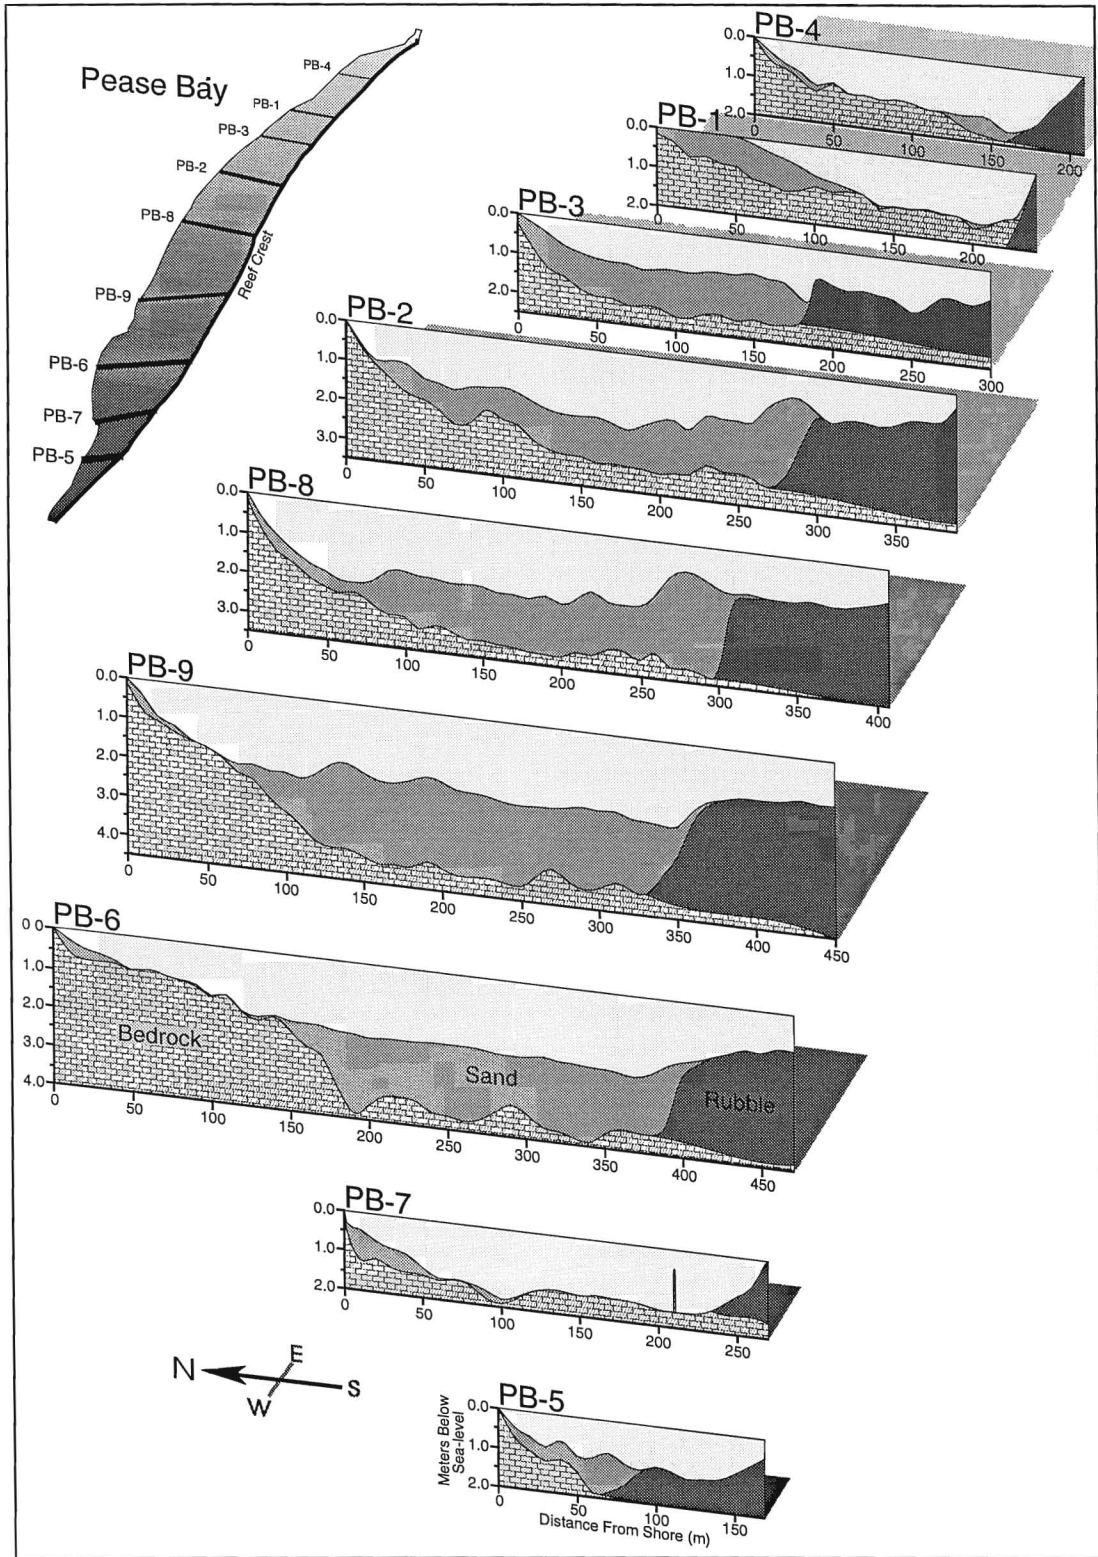 Pease Bay
PB-4
PB-1
PB-3
PB-2
PB-8
PB-9
PB-6
PB-7
PB-5
Reef Crest
PB-4
0.0
1.0
2.0
0 50 100 150 200
PB-1
0.0
1.0
2.0
0 50 100 150 200
PB-3
0.0
1.0
2.0
0 50 100 150 200 250 300
PB-2
0.0
1.0
2.0
3.0
0 50 100 150 200 250 300 350
PB-8
0.0
1.0
2.0
3.0
0 50 100 150 200 250 300 350 400
PB-9
0.0
1.0
2.0
3.0
4.0
0 50 100 150 200 250 300 350 400 450
PB-6
0 0
1.0
2.0
3.0
4.0
Bedrock
Sand
Rubble
0 50 100 150 200 250 300 350 400 450
PB-7
0.0
1.0
2.0
0 50 100 150 200 250
N E S W
PB-5
Meters Below
Sea-level
0.0
1.0
2.0
0 50 100 150
Distance From Shore (m)